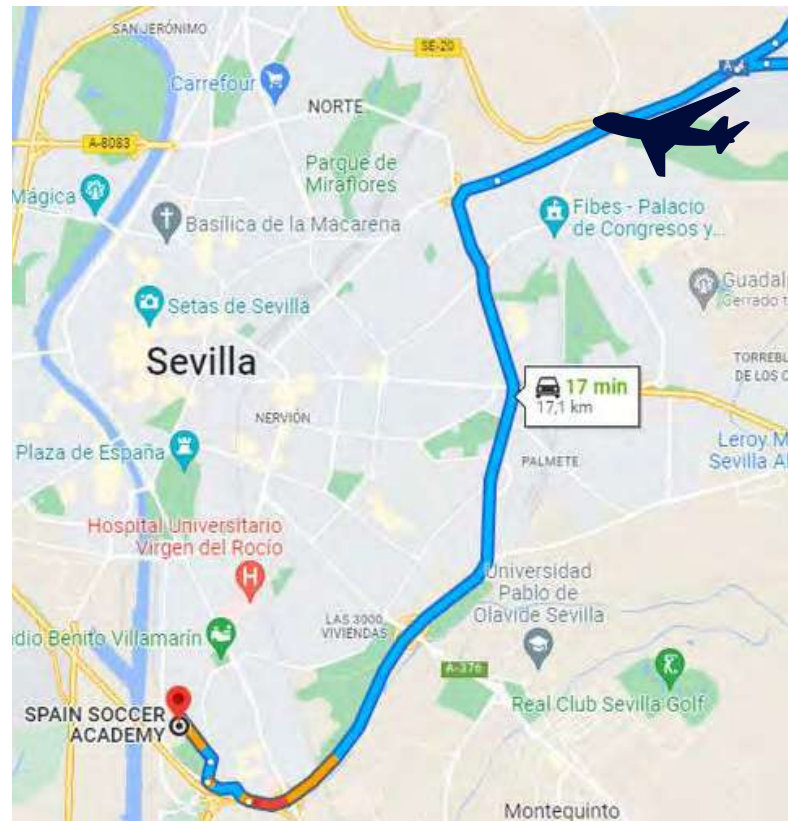 SAN JERÓNIMO
SE-20
A-4
Carrefour
NORTE
A-8083
Parque de
Miraflores
Mágica
Basílica de la Macarena
Fibes - Palacio
de Congresos y...
Setas de Sevilla
Guadal
Cerrado t
Sevilla
TORREBL
DE LOS C
17 min
17,1 km
NERVIÓN
Plaza de España
PALMETE
Leroy M
Sevilla Al
Hospital Universitario
Virgen del Rocío
Universidad
Pablo de
Olavide Sevilla
LAS 3000
VIVIENDAS
dio Benito Villamarín
A-376
Real Club Sevilla Golf
SPAIN SOCCER
ACADEMY
Montequinto